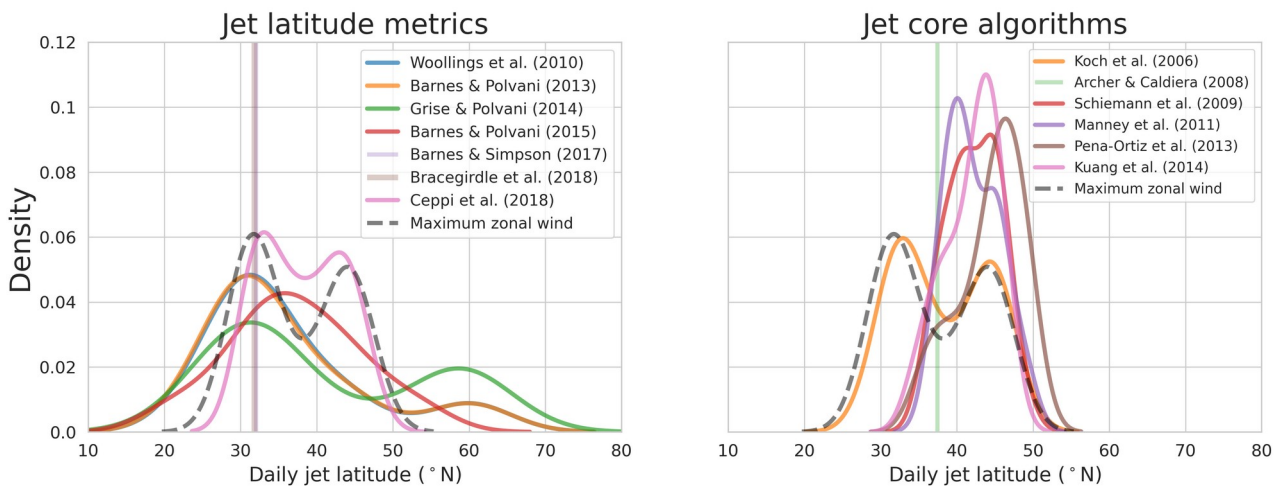 Jet latitude metrics
Density
0.12
0.1
0.08
0.06
0.04
0.02
0.0
Woollings et al. (2010)
Barnes & Polvani (2013)
Grise & Polvani (2014)
Barnes & Polvani (2015)
Barnes & Simpson (2017)
Bracegirdle et al. (2018)
Ceppi et al. (2018)
Maximum zonal wind
10 20 30 40 50 60 70 80
Daily jet latitude (°N)
Jet core algorithms
Koch et al. (2006)
Archer & Caldiera (2008)
Schiemann et al. (2009)
Manney et al. (2011)
Pena-Ortiz et al. (2013)
Kuang et al. (2014)
Maximum zonal wind
10 20 30 40 50 60 70 80
Daily jet latitude (°N)